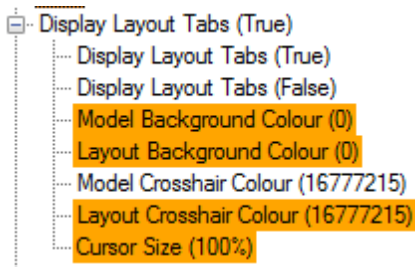 Display Layout Tabs (True)
Display Layout Tabs (True)
Display Layout Tabs (False)
Model Background Colour (0)
Layout Background Colour (0)
Model Crosshair Colour (16777215)
Layout Crosshair Colour (16777215)
Cursor Size (100%)